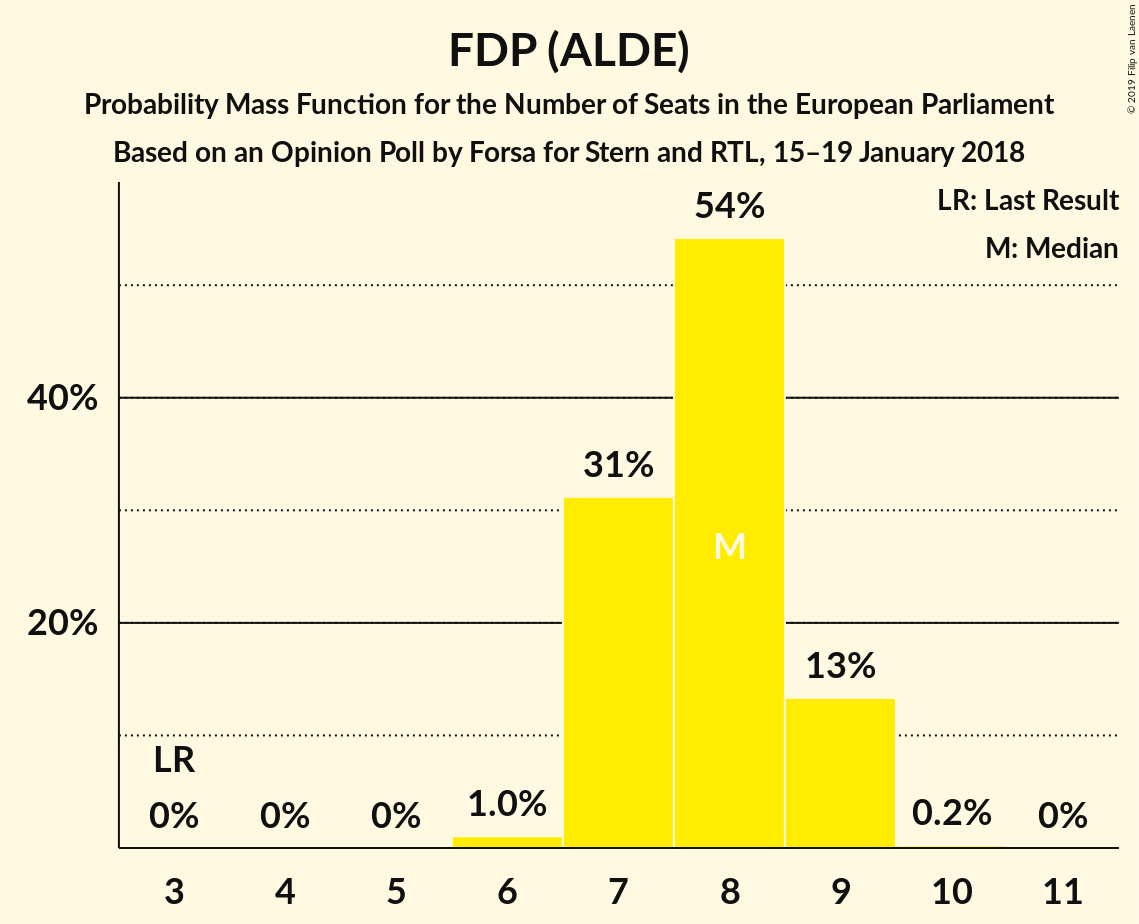 FDP (ALDE)
Probability Mass Function for the Number of Seats in the European Parliament
Based on an Opinion Poll by Forsa for Stern and RTL, 15–19 January 2018
© 2019 Filip van Laenen
LR: Last Result
M: Median
54%
40%
31%
M
20%
13%
LR
0%
0%
0%
1.0%
0.2%
0%
3
4
5
6
7
8
9
10
11